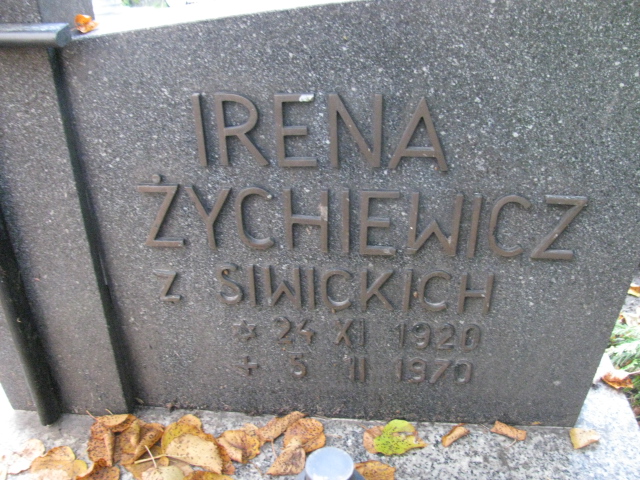 IRENA
ŻYCHIEWICZ
z SIWICKICH
* 24 XI 1920
+ 5 II 1970